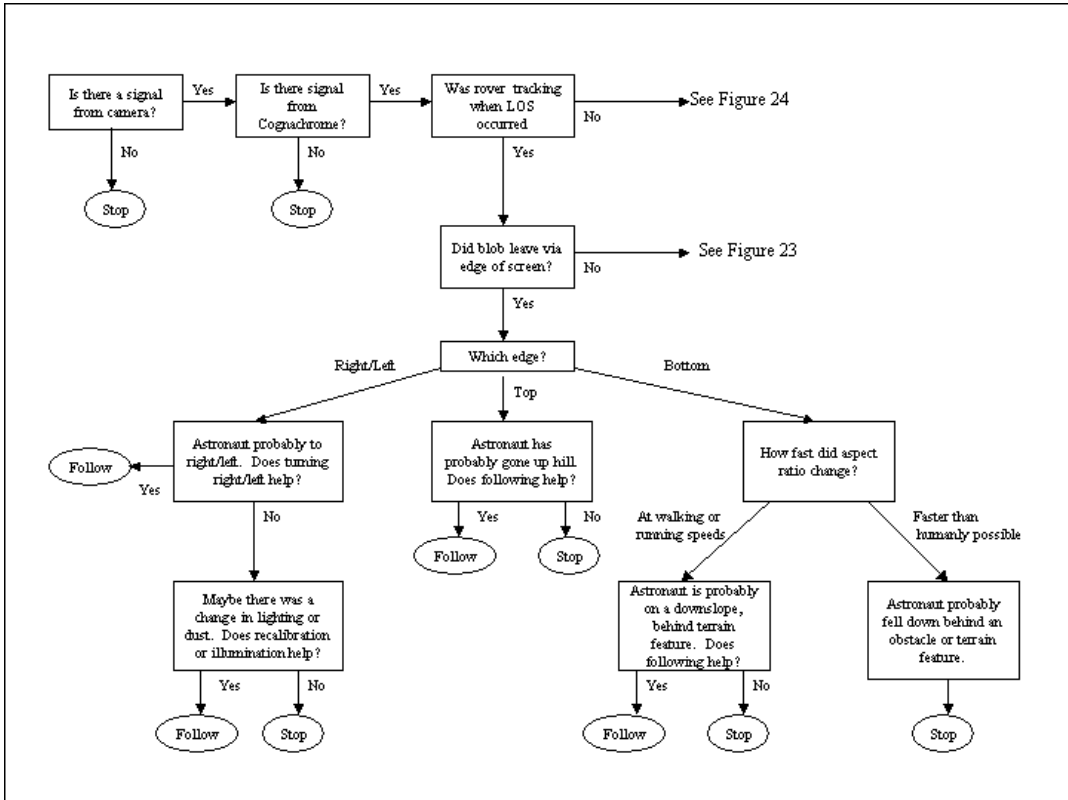 Is there a signal
from camera?
Yes
Is there signal
from
Cognachrome?
Yes
Was rover tracking
when LOS
occurred
No
See Figure 24
No
Stop
No
Stop
Yes
Did blob leave via
edge of screen?
No
See Figure 23
Yes
Which edge?
Right/Left
Top
Bottom
Follow
Yes
Astronaut probably to
right/left. Does turning
right/left help?
No
Astronaut has
probably gone up hill.
Does following help?
Yes
No
Follow
Stop
How fast did aspect
ratio change?
At walking or
running speeds
Faster than
humanly possible
Maybe there was a
change in lighting or
dust. Does recalibration
or illumination help?
Yes
No
Follow
Stop
Astronaut is probably
on a downslope,
behind terrain
feature. Does
following help?
Yes
No
Follow
Stop
Astronaut probably
fell down behind an
obstacle or terrain
feature.
Stop